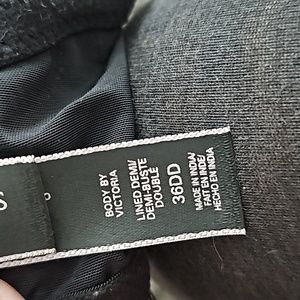 BODY BY
VICTORIA
LINED DEMI/
DEMI-BUSTE
DOUBLÉ
36DD
MADE IN INDIA/
FAIT EN INDE/
HECHO EN INDIA